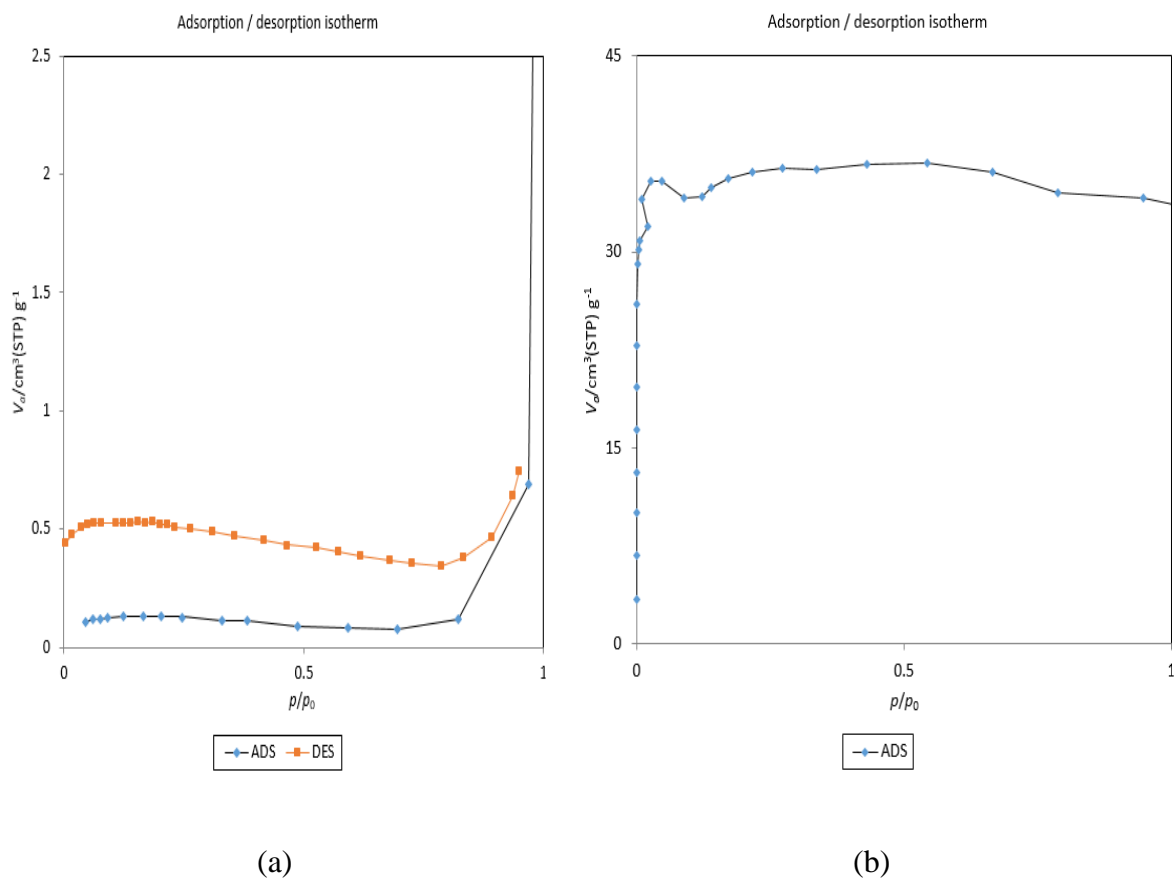 Adsorption / desorption isotherm
2.5
2
1.5
1
0.5
0
Vₐ/cm³(STP) g⁻¹
0
0.5
1
p/p₀
ADS
DES
(a)
Adsorption / desorption isotherm
45
30
15
0
Vₐ/cm³(STP) g⁻¹
0
0.5
1
p/p₀
ADS
(b)